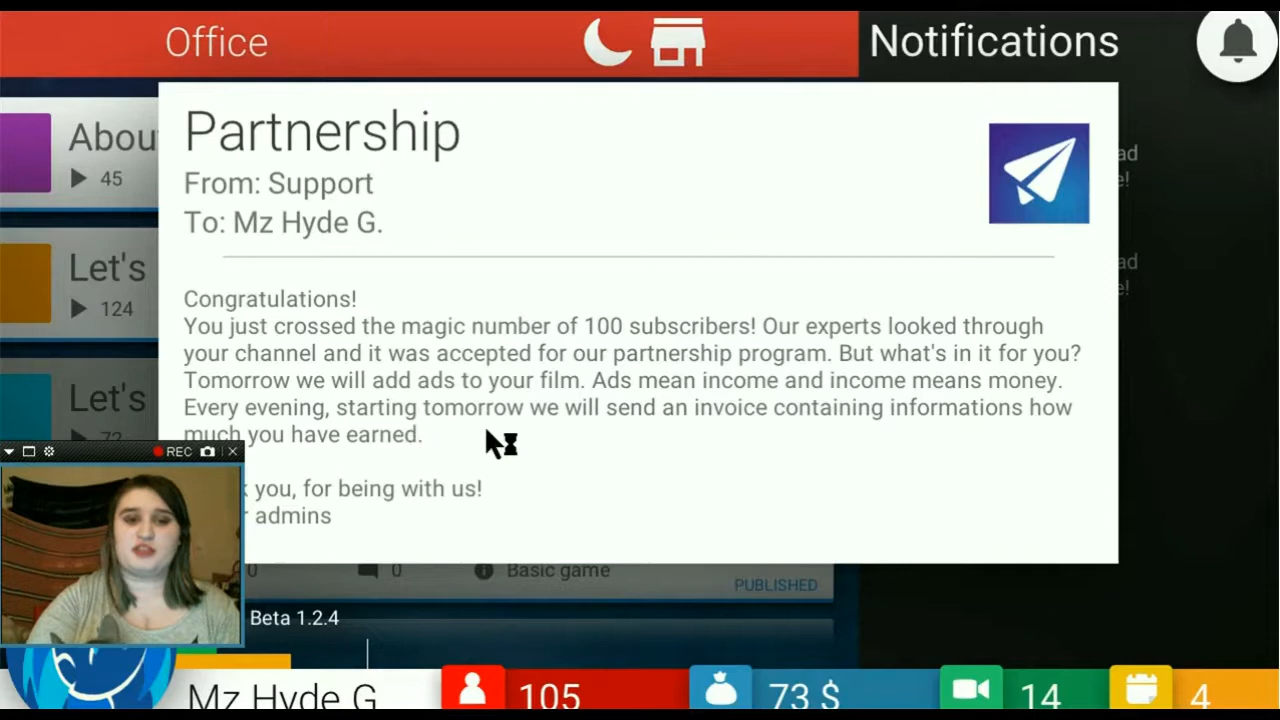 Office
Notifications
Partnership
From: Support
To: Mz Hyde G.
Congratulations!
You just crossed the magic number of 100 subscribers! Our experts looked through
your channel and it was accepted for our partnership program. But what's in it for you?
Tomorrow we will add ads to your film. Ads mean income and income means money.
Every evening, starting tomorrow we will send an invoice containing informations how
much you have earned.
you, for being with us!
admins
Abou
45
Let's
124
Let's
ad
e!
ad
e!
REC
0
0
Basic game
PUBLISHED
Beta 1.2.4
Mz Hyde G
105
73 $
14
4